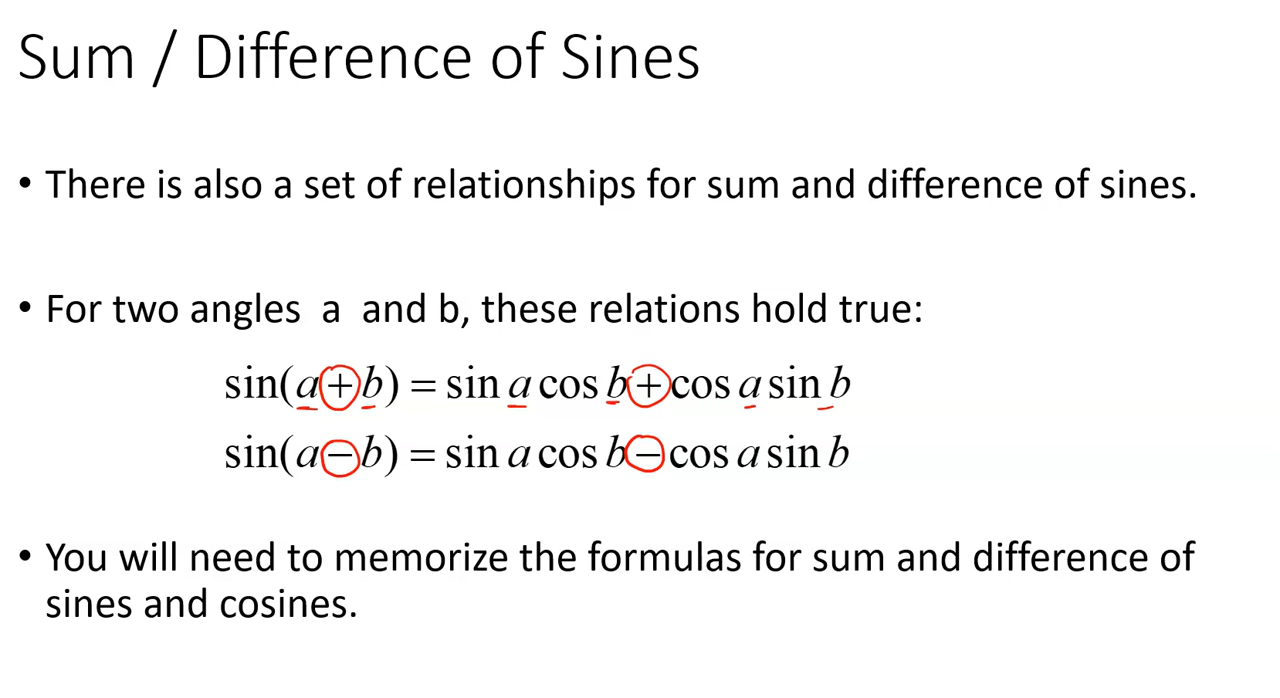 Sum / Difference of Sines
• There is also a set of relationships for sum and difference of sines.
• For two angles a and b, these relations hold true:
sin(a+b) = sin a cos b + cos a sin b
sin(a−b) = sin a cos b − cos a sin b
• You will need to memorize the formulas for sum and difference of
sines and cosines.